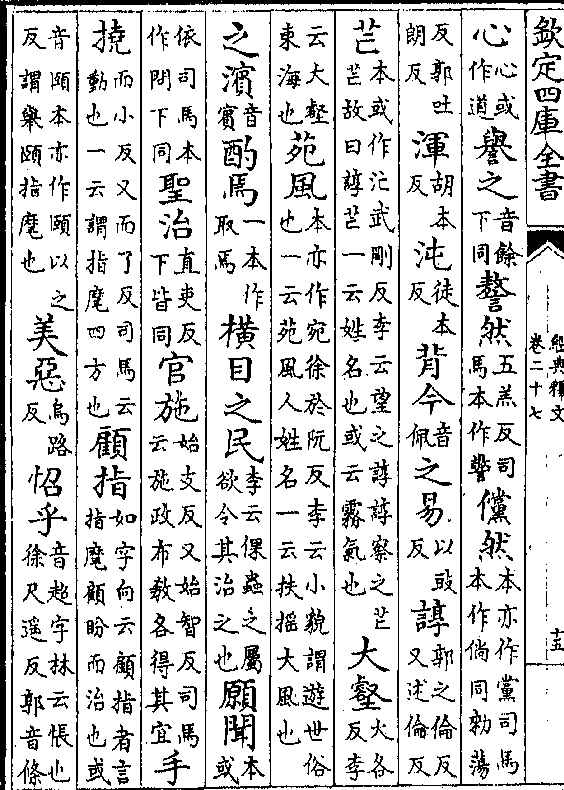 欽定四庫全書
經典釋文
卷二十七
十五
心心或作道譽之音餘下同謷然五羔反司馬本作警儻然本亦作黨司馬本作倘同勑蕩
反郭吐朗反渾胡本反沌徒本反背今音佩之易以豉反諄郭之倫反又述倫反
芒本或作汒武剛反李云望之諄諄察之芒芒故曰諄芒一云姓名也或云霧氣也大壑火各反李
云大壑東海也苑風本亦作宛徐於阮反李云小貌謂遊世俗也一云苑風人姓名一云扶搖大風也
之濱音賓酌焉一本作取焉橫目之民李云倮蟲之屬欲令其治之也願聞本或
依司馬本作問下同聖治直吏反下皆同官施始支反又始智反司馬云施政布教各得其宜手
撓而小反又而了反司馬云動也一云謂指麾四方也顧指如字向云顧指者言指麾顧盼而治也或
音頤本亦作頤以之反謂舉頤指麾也美惡烏路反怊乎音超字林云悵也徐尺遥反郭音條